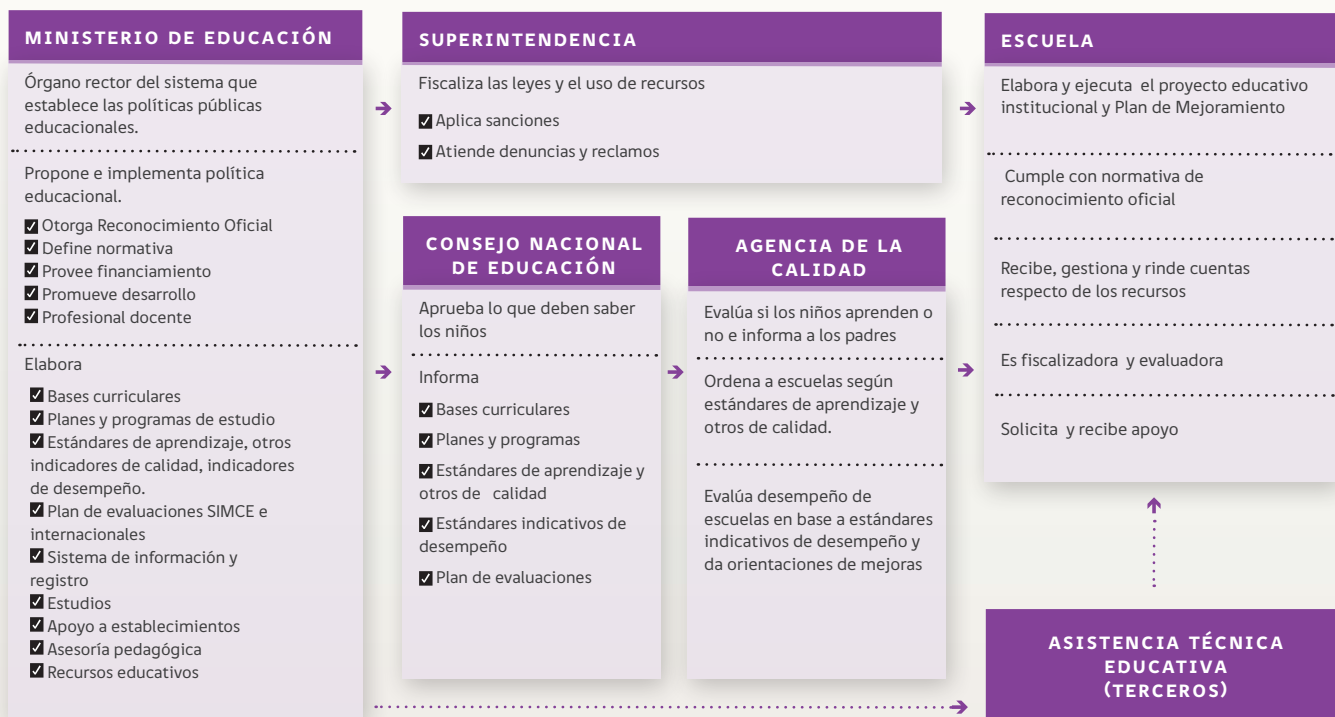 MINISTERIO DE EDUCACIÓN
Órgano rector del sistema que
establece las políticas públicas
educacionales.
Propone e implementa política
educacional.
Otorga Reconocimiento Oficial
Define normativa
Provee financiamiento
Promueve desarrollo
Profesional docente
Elabora
Bases curriculares
Planes y programas de estudio
Estándares de aprendizaje, otros
indicadores de calidad, indicadores
de desempeño.
Plan de evaluaciones SIMCE e
internacionales
Sistema de información y
registro
Estudios
Apoyo a establecimientos
Asesoría pedagógica
Recursos educativos
SUPERINTENDENCIA
Fiscaliza las leyes y el uso de recursos
Aplica sanciones
Atiende denuncias y reclamos
CONSEJO NACIONAL
DE EDUCACIÓN
Aprueba lo que deben saber
los niños
Informa
Bases curriculares
Planes y programas
Estándares de aprendizaje y
otros de calidad
Estándares indicativos de
desempeño
Plan de evaluaciones
AGENCIA DE LA
CALIDAD
Evalúa si los niños aprenden o
no e informa a los padres
Ordena a escuelas según
estándares de aprendizaje y
otros de calidad.
Evalúa desempeño de
escuelas en base a estándares
indicativos de desempeño y
da orientaciones de mejoras
ESCUELA
Elabora y ejecuta el proyecto educativo
institucional y Plan de Mejoramiento
Cumple con normativa de
reconocimiento oficial
Recibe, gestiona y rinde cuentas
respecto de los recursos
Es fiscalizadora y evaluadora
Solicita y recibe apoyo
ASISTENCIA TÉCNICA
EDUCATIVA
(TERCEROS)